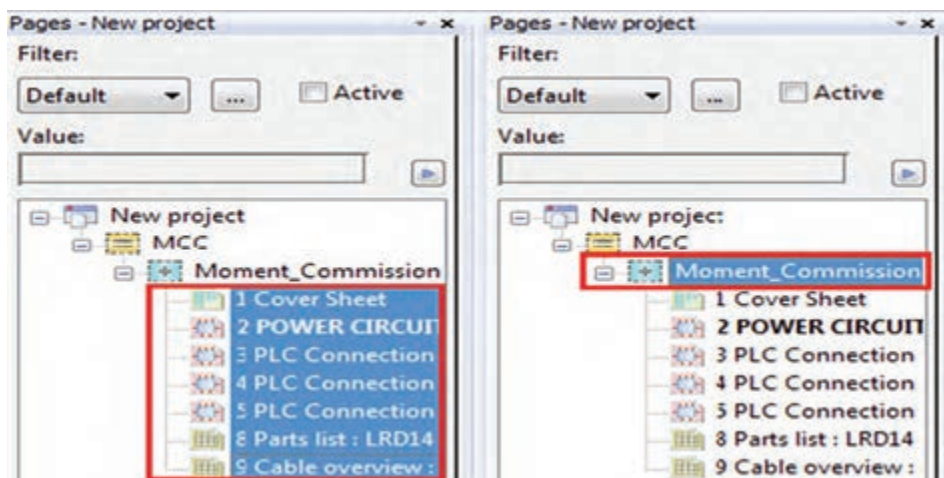 Pages - New project
Filter:
Default
...
Active
Value:
New project
MCC
Moment_Commission
1 Cover Sheet
2 POWER CIRCUIT
3 PLC Connection
4 PLC Connection
5 PLC Connection
8 Parts list : LRD14
9 Cable overview :
Pages - New project
Filter:
Default
...
Active
Value:
New project
MCC
Moment_Commission
1 Cover Sheet
2 POWER CIRCUIT
3 PLC Connection
4 PLC Connection
5 PLC Connection
8 Parts list : LRD14
9 Cable overview :